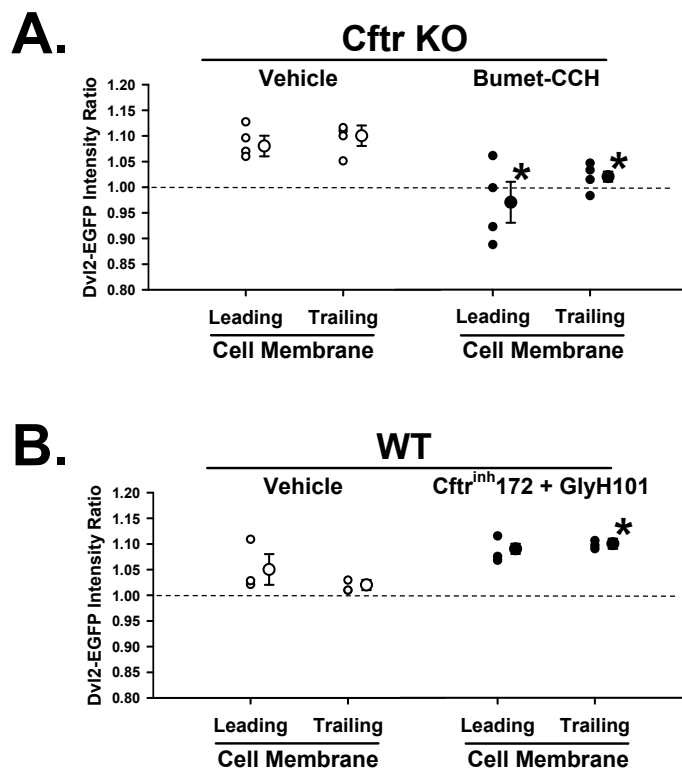 A.
Cftr KO
Vehicle Bumet-CCH
Dvl2-EGFP Intensity Ratio
1.20
1.15
1.10
1.05
1.00
0.95
0.90
0.85
0.80
* *
Leading Trailing Leading Trailing
Cell Membrane Cell Membrane
B.
WT
Vehicle Cftrinh172 + GlyH101
Dvl2-EGFP Intensity Ratio
1.20
1.15
1.10
1.05
1.00
0.95
0.90
0.85
0.80
*
Leading Trailing Leading Trailing
Cell Membrane Cell Membrane